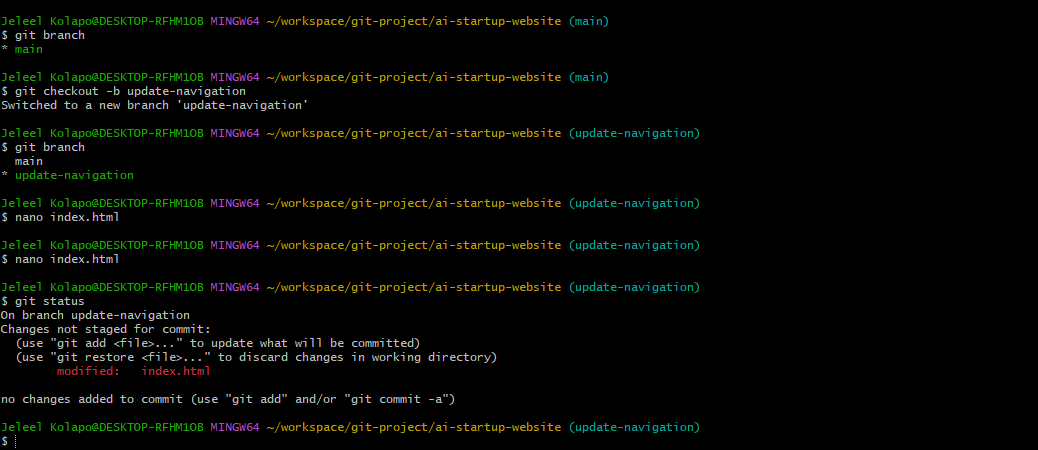 Jeleel Kolapo@DESKTOP-RFHM1OB MINGW64 ~/workspace/git-project/ai-startup-website (main)
$ git branch
* main
Jeleel Kolapo@DESKTOP-RFHM1OB MINGW64 ~/workspace/git-project/ai-startup-website (main)
$ git checkout -b update-navigation
Switched to a new branch 'update-navigation'
Jeleel Kolapo@DESKTOP-RFHM1OB MINGW64 ~/workspace/git-project/ai-startup-website (update-navigation)
$ git branch
  main
* update-navigation
Jeleel Kolapo@DESKTOP-RFHM1OB MINGW64 ~/workspace/git-project/ai-startup-website (update-navigation)
$ nano index.html
Jeleel Kolapo@DESKTOP-RFHM1OB MINGW64 ~/workspace/git-project/ai-startup-website (update-navigation)
$ nano index.html
Jeleel Kolapo@DESKTOP-RFHM1OB MINGW64 ~/workspace/git-project/ai-startup-website (update-navigation)
$ git status
On branch update-navigation
Changes not staged for commit:
  (use "git add <file>..." to update what will be committed)
  (use "git restore <file>..." to discard changes in working directory)
        modified:   index.html
no changes added to commit (use "git add" and/or "git commit -a")
Jeleel Kolapo@DESKTOP-RFHM1OB MINGW64 ~/workspace/git-project/ai-startup-website (update-navigation)
$